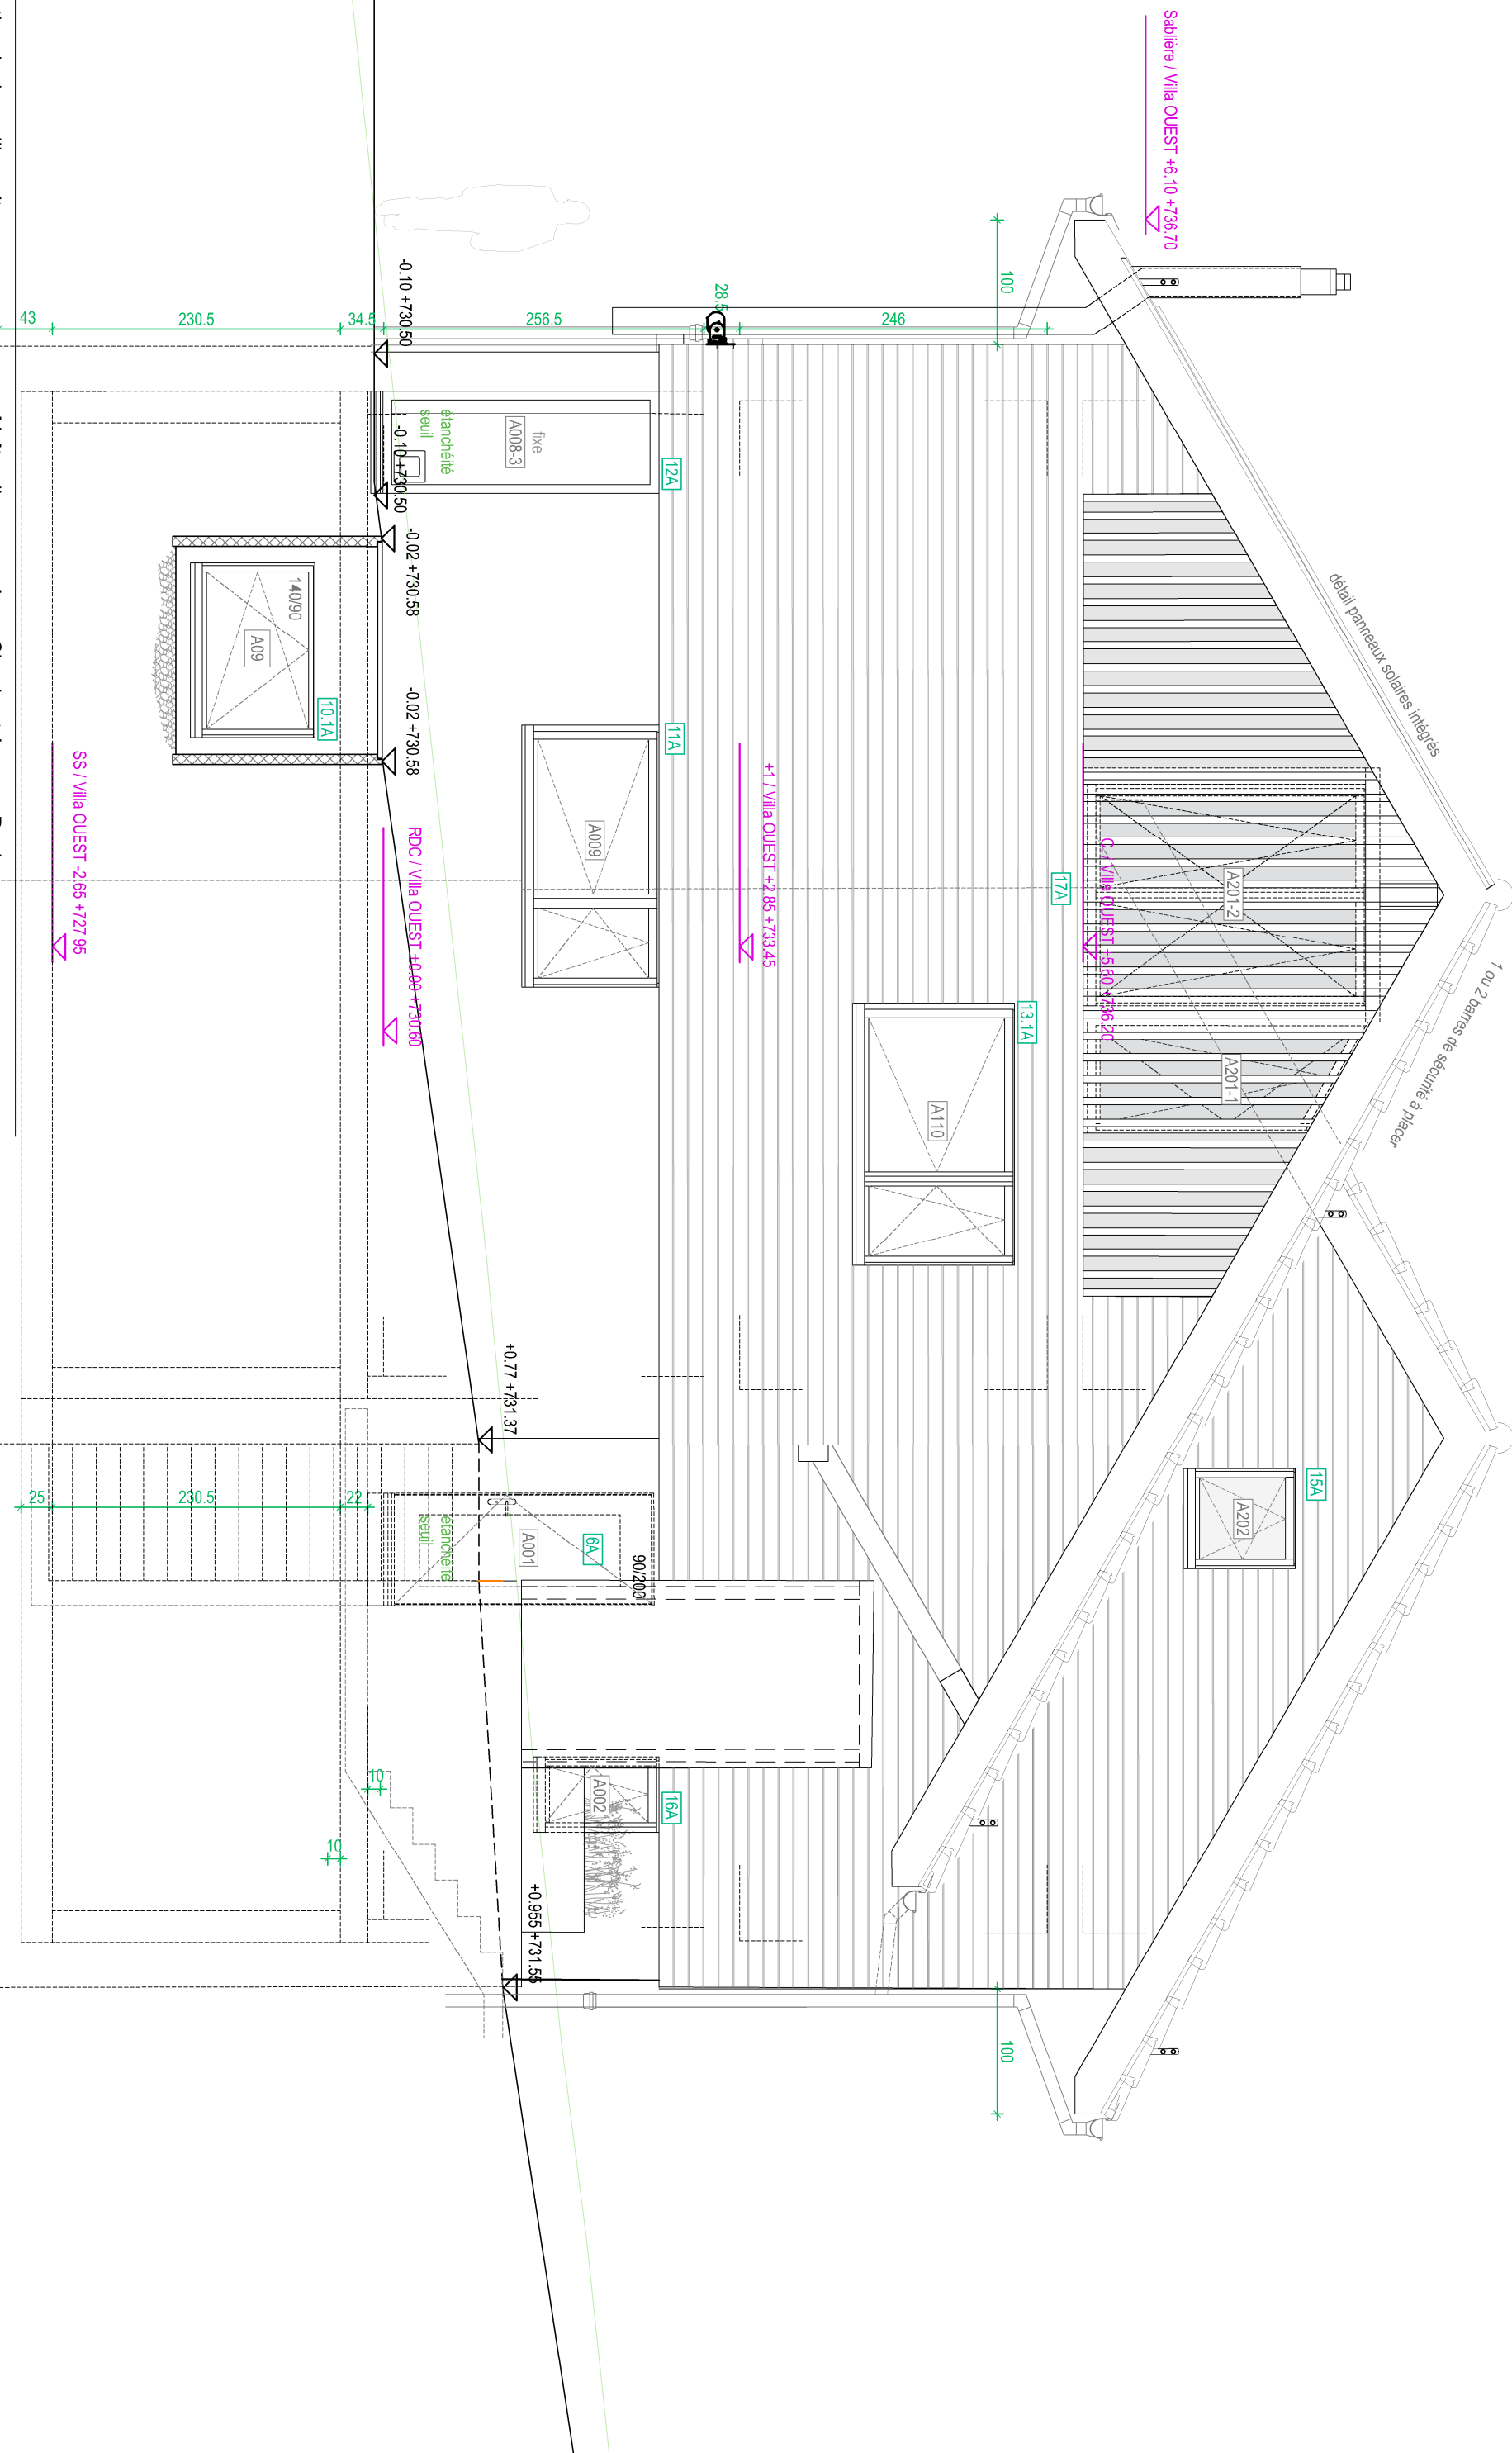 Sablière / Villa OUEST +6.10 +736.70
détail panneaux solaires intégrés
1 ou 2 barres de sécurité à placer
100
100
15A
A202
A201-2
A201-1
C / Villa OUEST +5.60 +736.20
17A
13.1A
A110
246
28.5
+1 / Villa OUEST +2.85 +733.45
12A
11A
16A
fixe
A008-3
étanchéité
seuil
A009
256.5
90/200
6A
A001
étanchéité
seuil
A002
-0.10 +730.50
-0.10 +730.50
-0.02 +730.58
-0.02 +730.58
RDC / Villa OUEST +0.00 +730.60
+0.77 +731.37
+0.955 +731.55
34.5
140/90
A09
10.1A
230.5
43
22
230.5
25
10
10
SS / Villa OUEST -2.65 +727.95